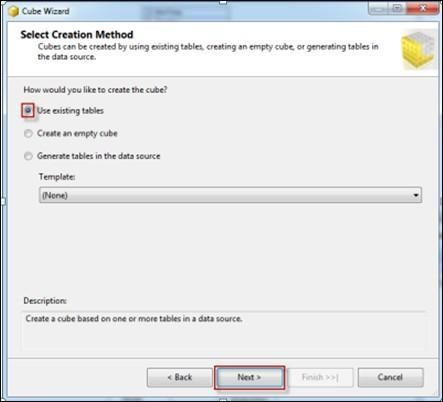 Cube Wizard
Select Creation Method
Cubes can be created by using existing tables, creating an empty cube, or generating tables in
the data source.
How would you like to create the cube?
Use existing tables
Create an empty cube
Generate tables in the data source
Template:
(None)
Description:
Create a cube based on one or more tables in a data source.
< Back
Next >
Finish >>|
Cancel